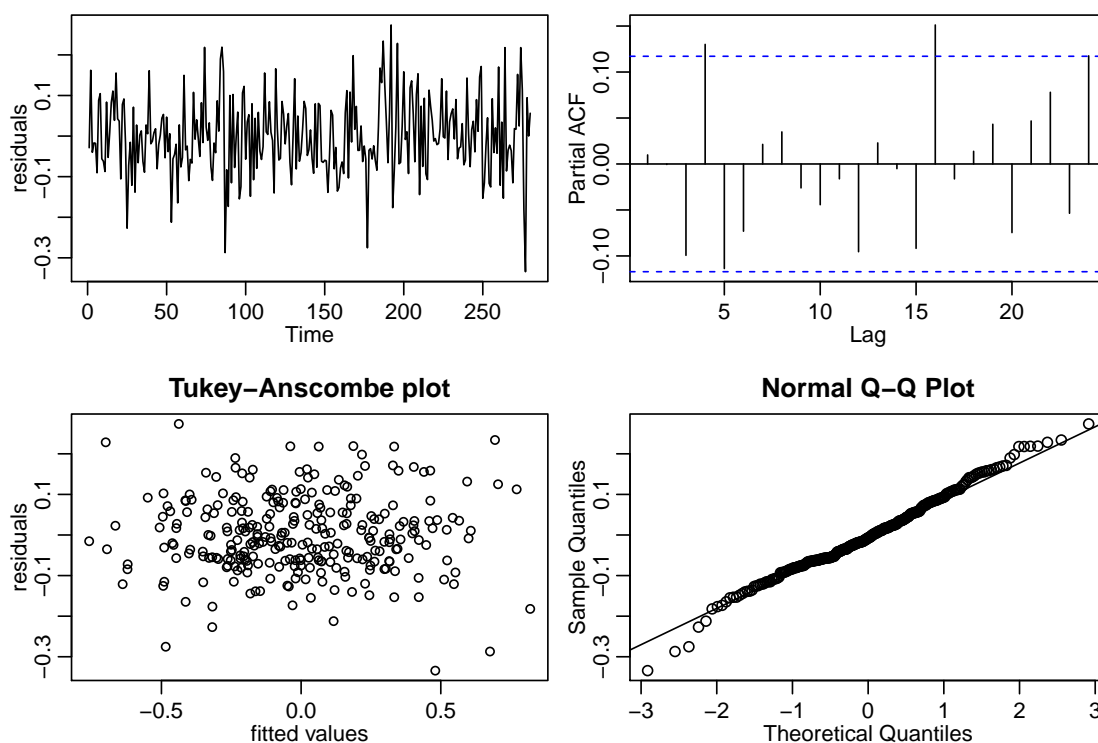 residuals
0.1
−0.1
−0.3
0 50 100 150 200 250
Time
Partial ACF
0.10
0.00
−0.10
5 10 15 20
Lag
Tukey−Anscombe plot
residuals
0.1
−0.1
−0.3
−0.5 0.0 0.5
fitted values
Normal Q−Q Plot
Sample Quantiles
0.1
−0.1
−0.3
−3 −2 −1 0 1 2 3
Theoretical Quantiles